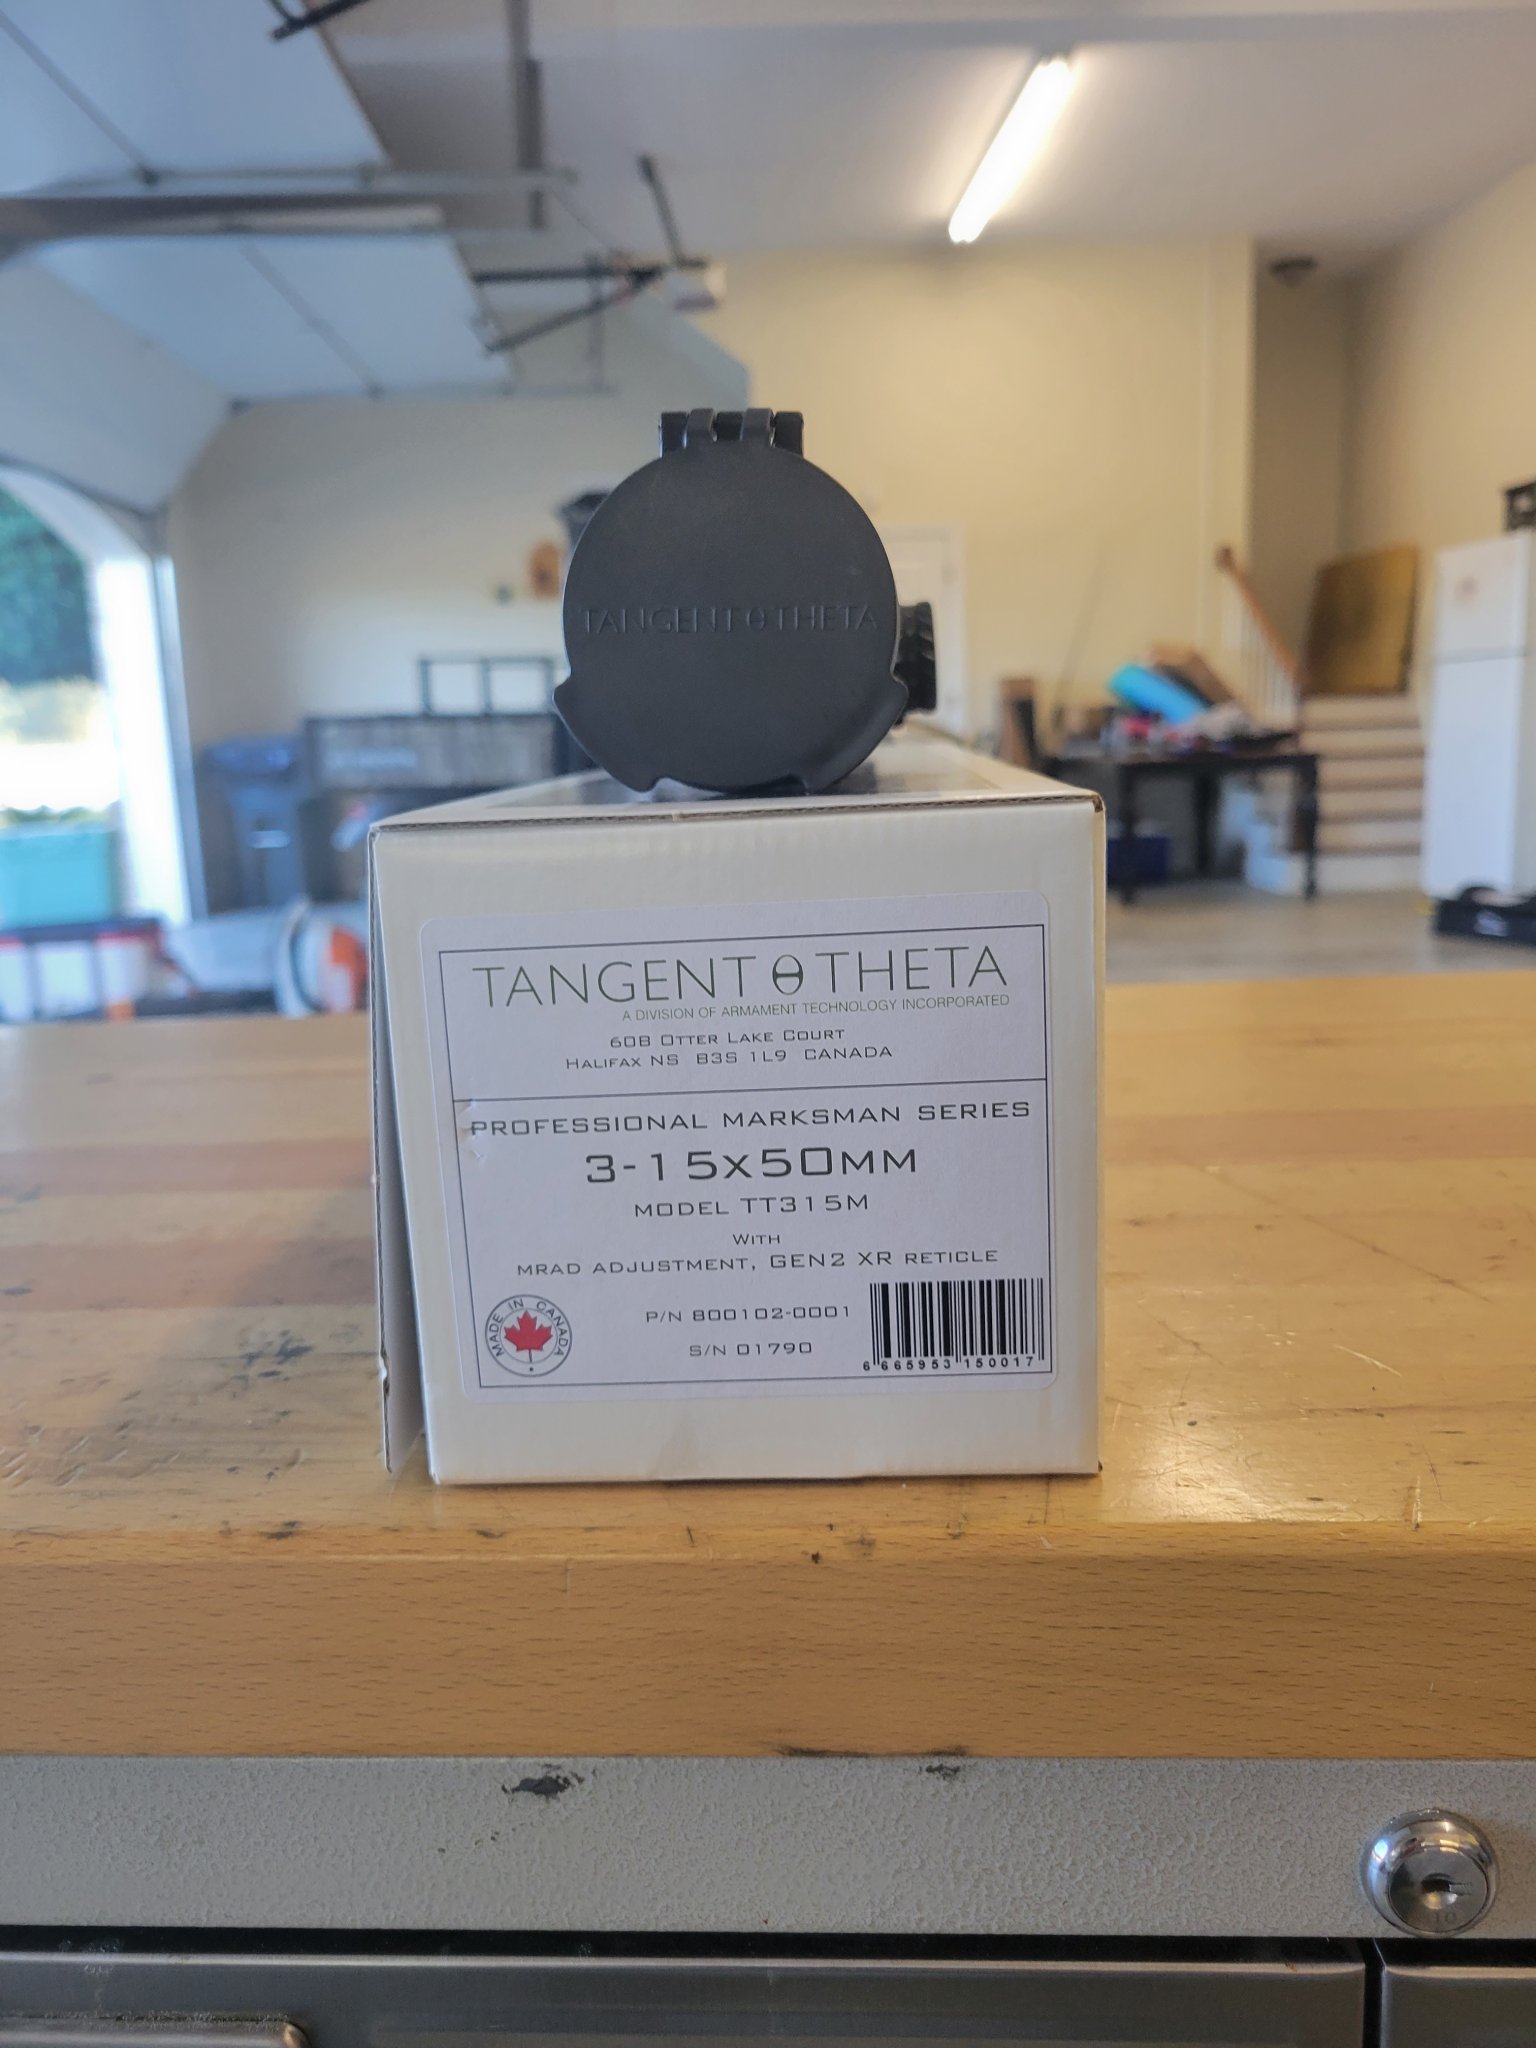 TANGENT θ THETA
TANGENT θ THETA
A DIVISION OF ARMAMENT TECHNOLOGY INCORPORATED
60B OTTER LAKE COURT
HALIFAX NS B3S 1L9 CANADA
PROFESSIONAL MARKSMAN SERIES
3-15x50MM
MODEL TT315M
WITH
MRAD ADJUSTMENT, GEN2 XR RETICLE
MADE IN CANADA
P/N 800102-0001
S/N 01790
6 665953 150017
10